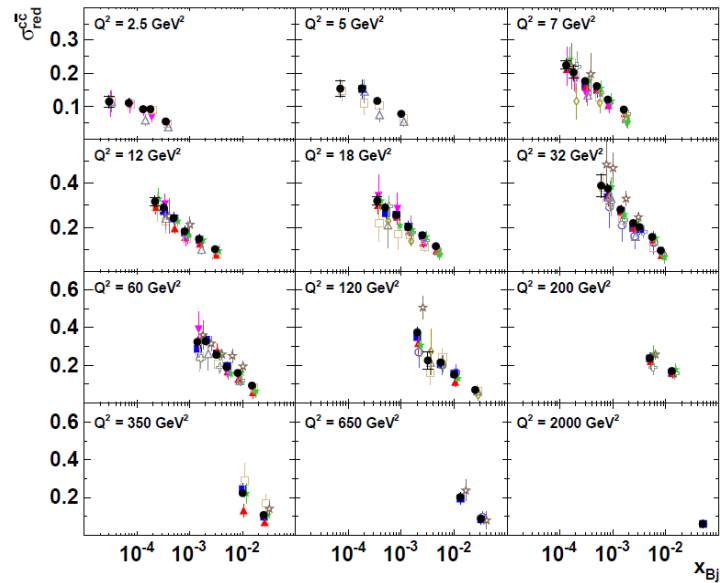 σ_red^cc̄
Q² = 2.5 GeV² Q² = 5 GeV² Q² = 7 GeV²
0.3
0.2
0.1
Q² = 12 GeV² Q² = 18 GeV² Q² = 32 GeV²
0.4
0.2
Q² = 60 GeV² Q² = 120 GeV² Q² = 200 GeV²
0.6
0.4
0.2
Q² = 350 GeV² Q² = 650 GeV² Q² = 2000 GeV²
0.6
0.4
0.2
10⁻⁴ 10⁻³ 10⁻² 10⁻⁴ 10⁻³ 10⁻² 10⁻⁴ 10⁻³ 10⁻²
x_Bj